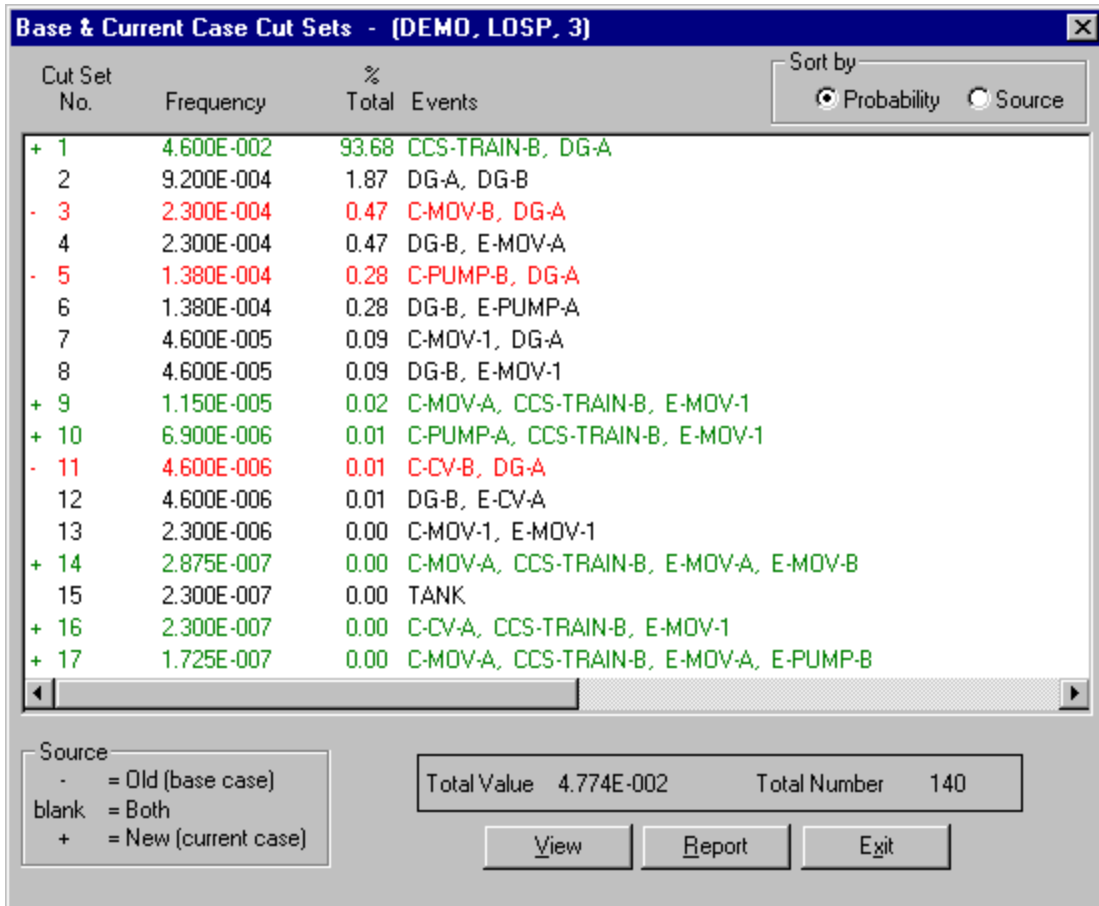 Base & Current Case Cut Sets - (DEMO, LOSP, 3)
Sort by
Cut Set % 
No. Frequency Total Events Probability Source
+ 1 4.600E-002 93.68 CCS-TRAIN-B, DG-A
2 9.200E-004 1.87 DG-A, DG-B
- 3 2.300E-004 0.47 C-MOV-B, DG-A
4 2.300E-004 0.47 DG-B, E-MOV-A
- 5 1.380E-004 0.28 C-PUMP-B, DG-A
6 1.380E-004 0.28 DG-B, E-PUMP-A
7 4.600E-005 0.09 C-MOV-1, DG-A
8 4.600E-005 0.09 DG-B, E-MOV-1
+ 9 1.150E-005 0.02 C-MOV-A, CCS-TRAIN-B, E-MOV-1
+ 10 6.900E-006 0.01 C-PUMP-A, CCS-TRAIN-B, E-MOV-1
- 11 4.600E-006 0.01 C-CV-B, DG-A
12 4.600E-006 0.01 DG-B, E-CV-A
13 2.300E-006 0.00 C-MOV-1, E-MOV-1
+ 14 2.875E-007 0.00 C-MOV-A, CCS-TRAIN-B, E-MOV-A, E-MOV-B
15 2.300E-007 0.00 TANK
+ 16 2.300E-007 0.00 C-CV-A, CCS-TRAIN-B, E-MOV-1
+ 17 1.725E-007 0.00 C-MOV-A, CCS-TRAIN-B, E-MOV-A, E-PUMP-B
Source
- = Old (base case)
blank = Both
+ = New (current case)
Total Value 4.774E-002 Total Number 140
View Report Exit